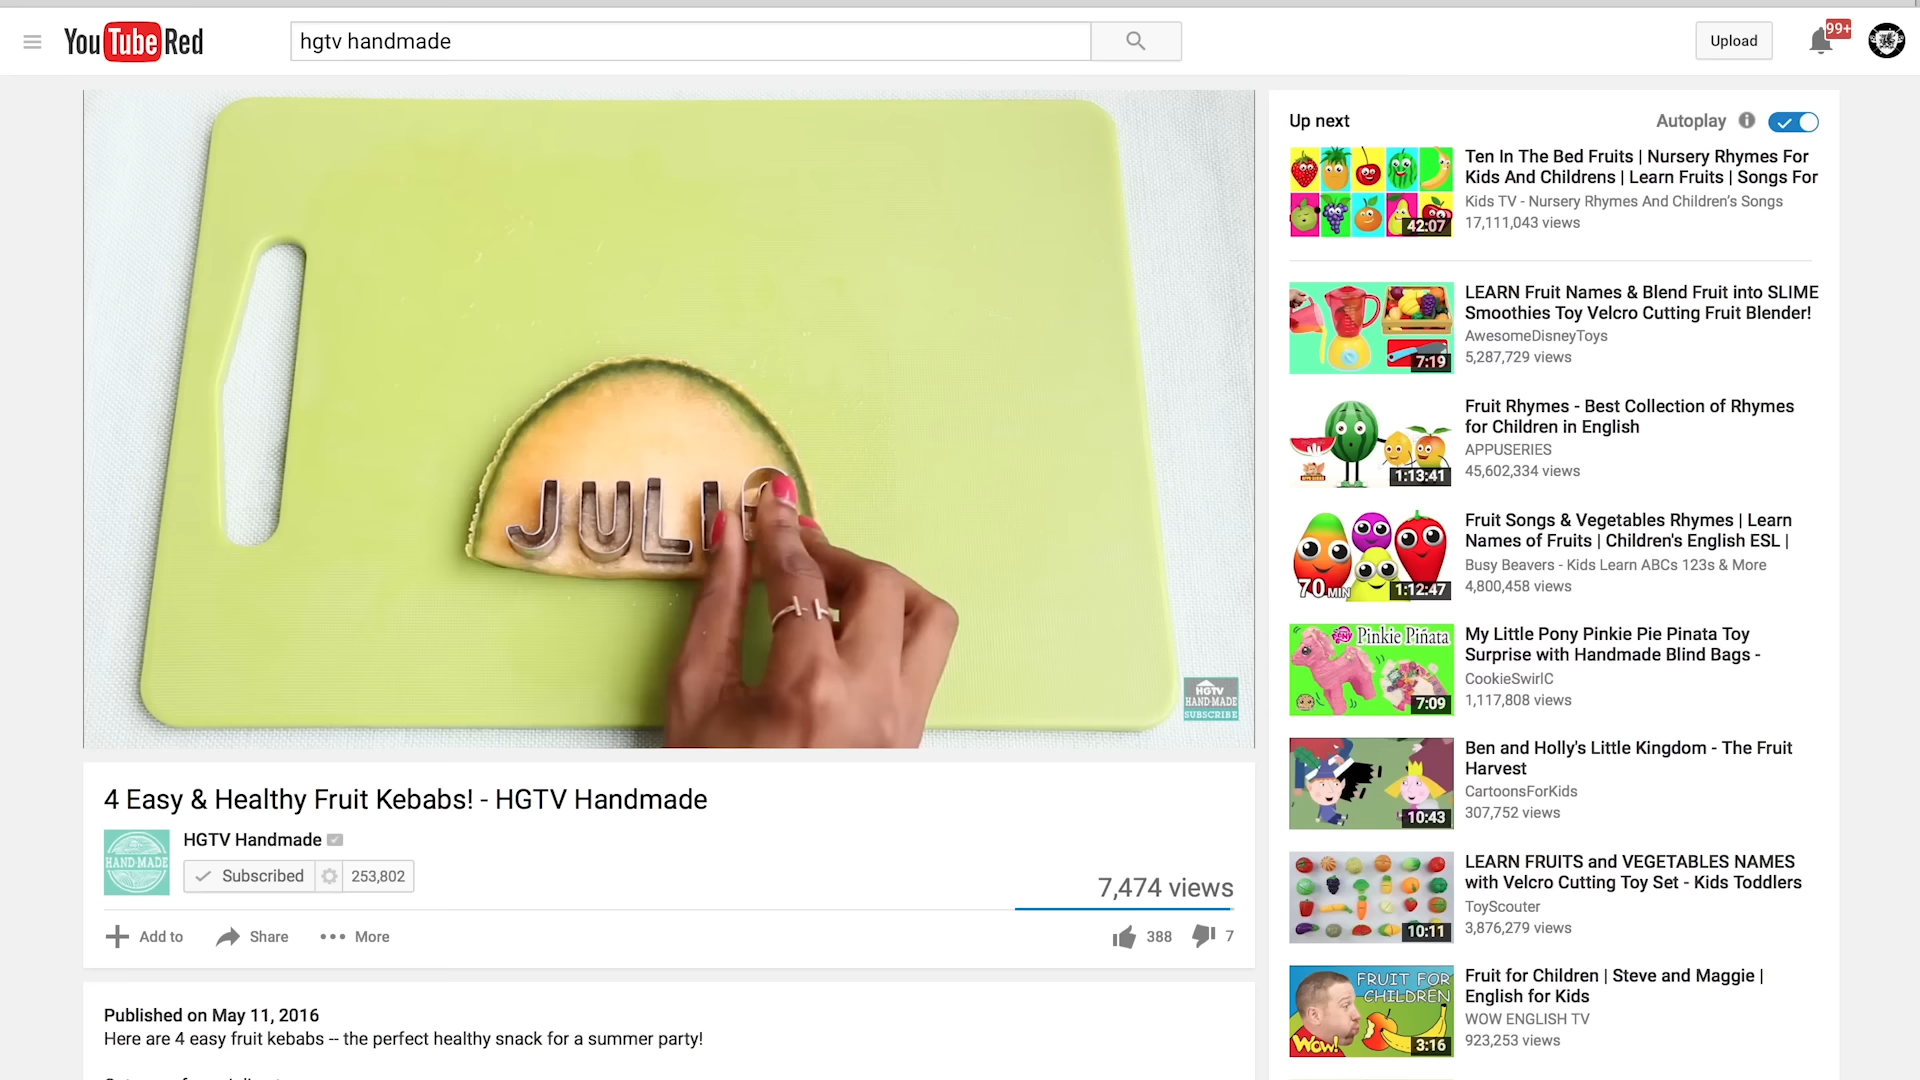 YouTube Red
hgtv handmade
Upload
99+
JULI
HGTV
HAND·MADE
SUBSCRIBE
4 Easy & Healthy Fruit Kebabs! - HGTV Handmade
HAND·MADE
HGTV Handmade
Subscribed
253,802
7,474 views
Add to
Share
More
388
7
Published on May 11, 2016
Here are 4 easy fruit kebabs -- the perfect healthy snack for a summer party!
Up next
Autoplay
42:07
Ten In The Bed Fruits | Nursery Rhymes For
Kids And Childrens | Learn Fruits | Songs For
Kids TV - Nursery Rhymes And Children's Songs
17,111,043 views
7:19
LEARN Fruit Names & Blend Fruit into SLIME
Smoothies Toy Velcro Cutting Fruit Blender!
AwesomeDisneyToys
5,287,729 views
1:13:41
Fruit Rhymes - Best Collection of Rhymes
for Children in English
APPUSERIES
45,602,334 views
70 MIN
1:12:47
Fruit Songs & Vegetables Rhymes | Learn
Names of Fruits | Children's English ESL |
Busy Beavers - Kids Learn ABCs 123s & More
4,800,458 views
Pinkie Piñata
7:09
My Little Pony Pinkie Pie Pinata Toy
Surprise with Handmade Blind Bags -
CookieSwirlC
1,117,808 views
10:43
Ben and Holly's Little Kingdom - The Fruit
Harvest
CartoonsForKids
307,752 views
10:11
LEARN FRUITS and VEGETABLES NAMES
with Velcro Cutting Toy Set - Kids Toddlers
ToyScouter
3,876,279 views
FRUIT FOR
CHILDREN
WOW!
3:16
Fruit for Children | Steve and Maggie |
English for Kids
WOW ENGLISH TV
923,253 views